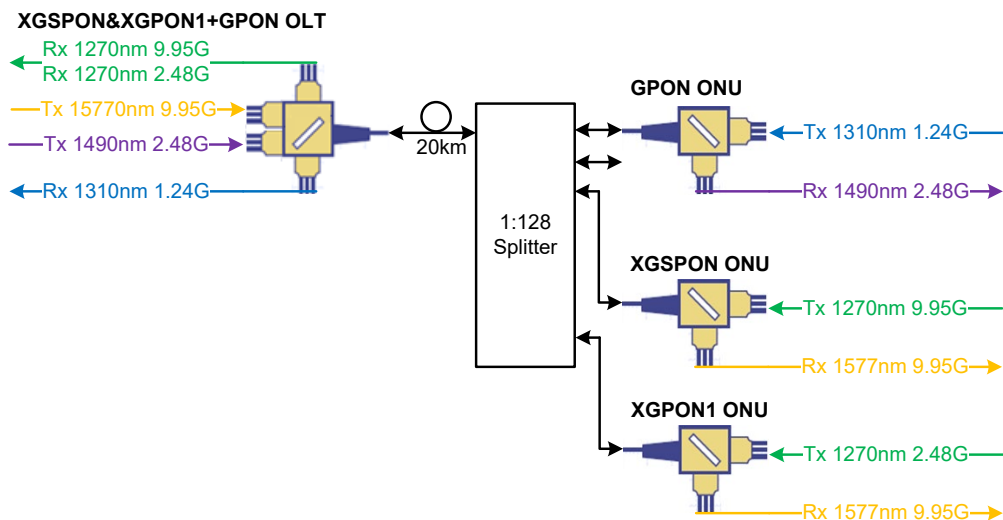 XGSPON&XGPON1+GPON OLT
Rx 1270nm 9.95G
Rx 1270nm 2.48G
Tx 15770nm 9.95G
Tx 1490nm 2.48G
Rx 1310nm 1.24G
20km
1:128
Splitter
GPON ONU
Tx 1310nm 1.24G
Rx 1490nm 2.48G
XGSPON ONU
Tx 1270nm 9.95G
Rx 1577nm 9.95G
XGPON1 ONU
Tx 1270nm 2.48G
Rx 1577nm 9.95G